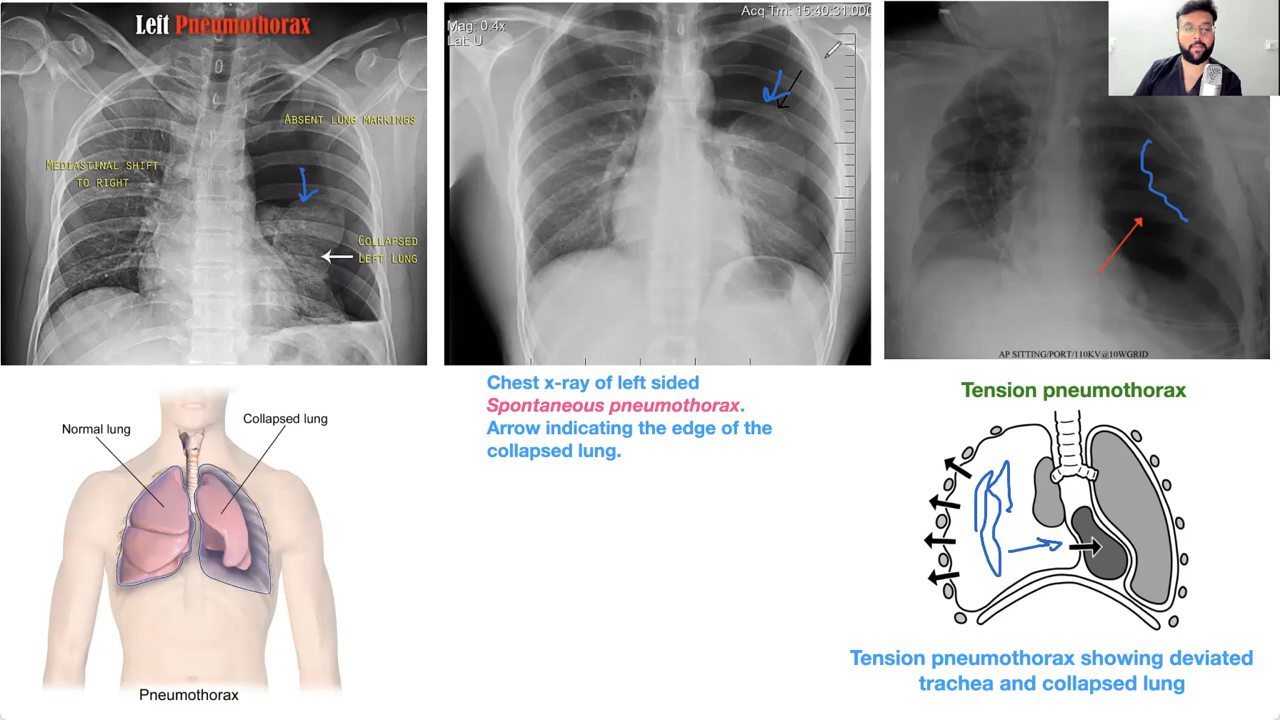 Left Pneumothorax
ABSENT LUNG MARKINGS
MEDIASTINAL SHIFT
TO RIGHT
COLLAPSED
LEFT LUNG
Acq Tm: 15:40:31.000
Mag: 0.4x
Lat: U
AP SITTING/PORT/110KV@10WGRID
Chest x-ray of left sided
Spontaneous pneumothorax.
Arrow indicating the edge of the
collapsed lung.
Normal lung
Collapsed lung
Pneumothorax
Tension pneumothorax
Tension pneumothorax showing deviated
trachea and collapsed lung